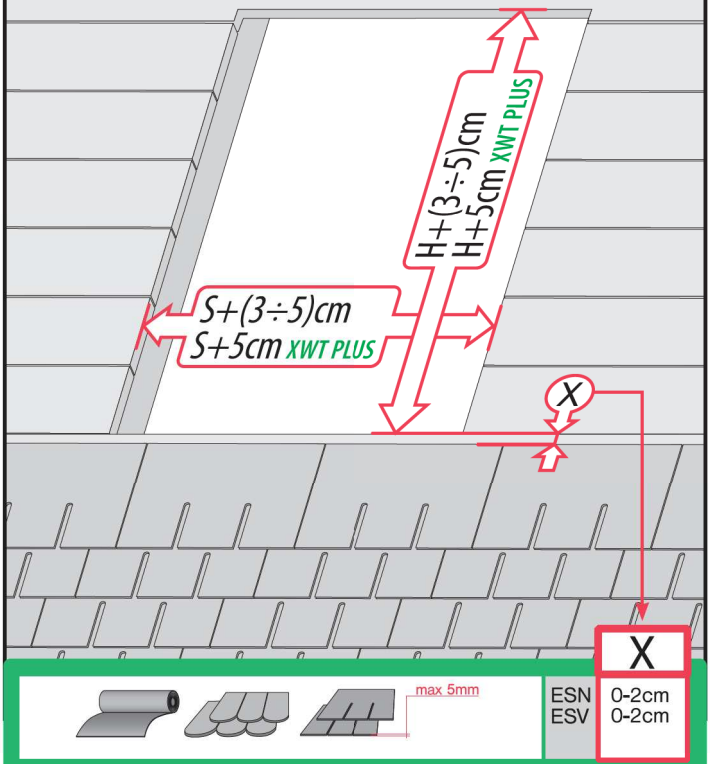 H+(3÷5)cm
H+5cm XWT PLUS
S+(3÷5)cm
S+5cm XWT PLUS
X
X
max 5mm
ESN 0-2cm
ESV 0-2cm